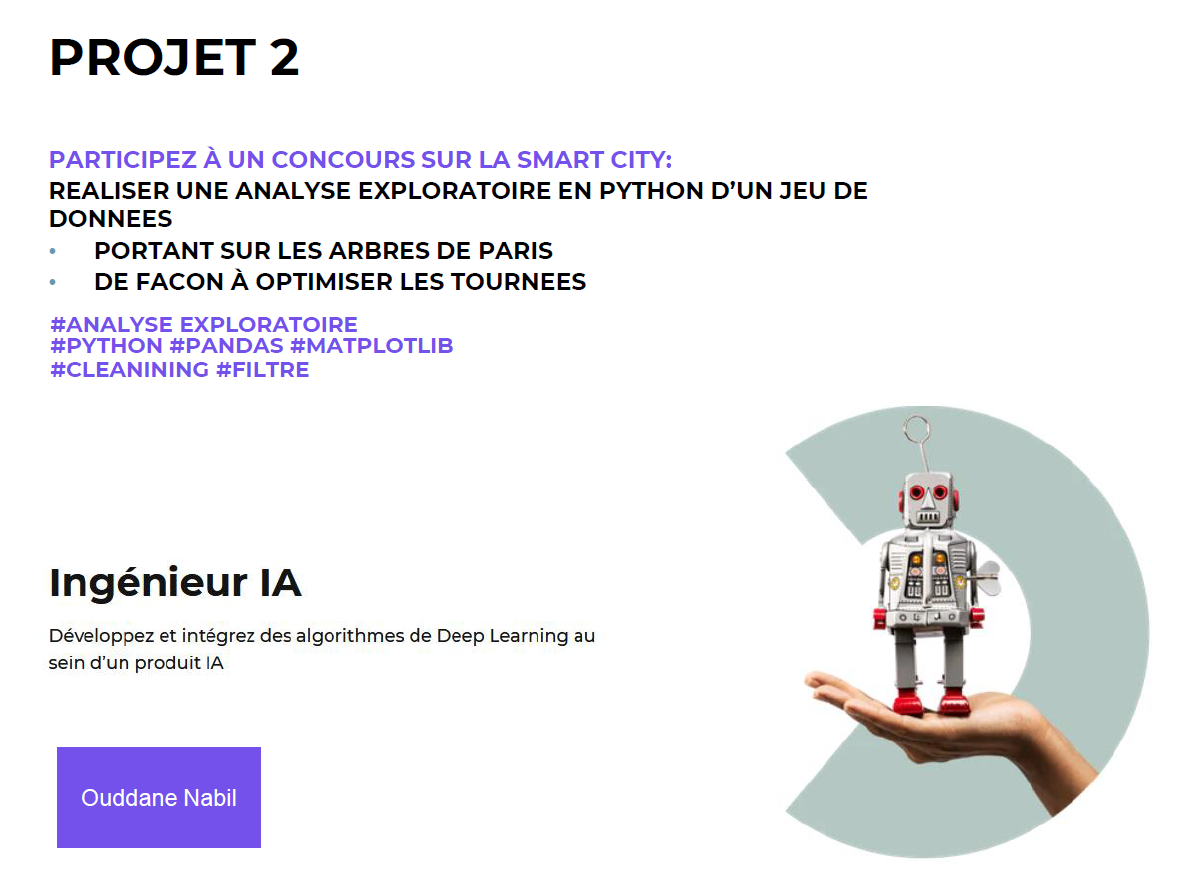 PROJET 2
PARTICIPEZ À UN CONCOURS SUR LA SMART CITY:
REALISER UNE ANALYSE EXPLORATOIRE EN PYTHON D’UN JEU DE
DONNEES
• PORTANT SUR LES ARBRES DE PARIS
• DE FACON À OPTIMISER LES TOURNEES
#ANALYSE EXPLORATOIRE
#PYTHON #PANDAS #MATPLOTLIB
#CLEANINING #FILTRE
Ingénieur IA
Développez et intégrez des algorithmes de Deep Learning au
sein d’un produit IA
Ouddane Nabil